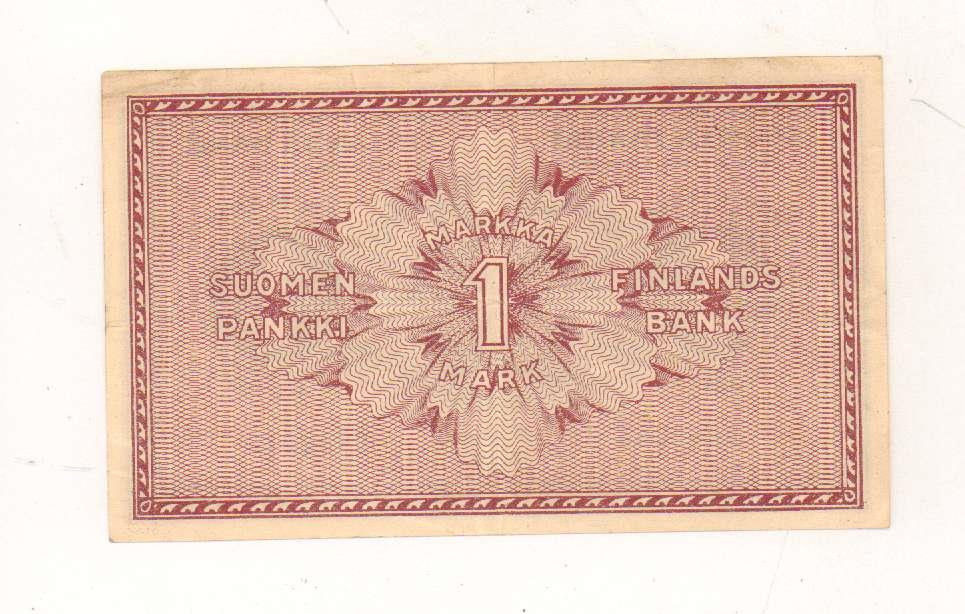 MARKKA
SUOMEN
PANKKI
1
FINLANDS
BANK
MARK